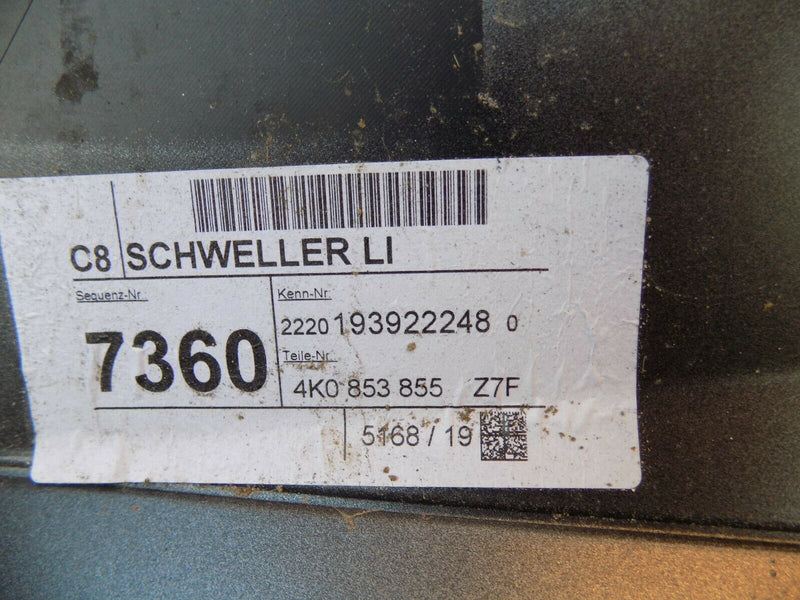 C8 SCHWELLER LI
Sequenz-Nr.
7360
Kenn-Nr.
2220 193922248 0
Teile-Nr.
4K0 853 855 Z7F
5168 / 19